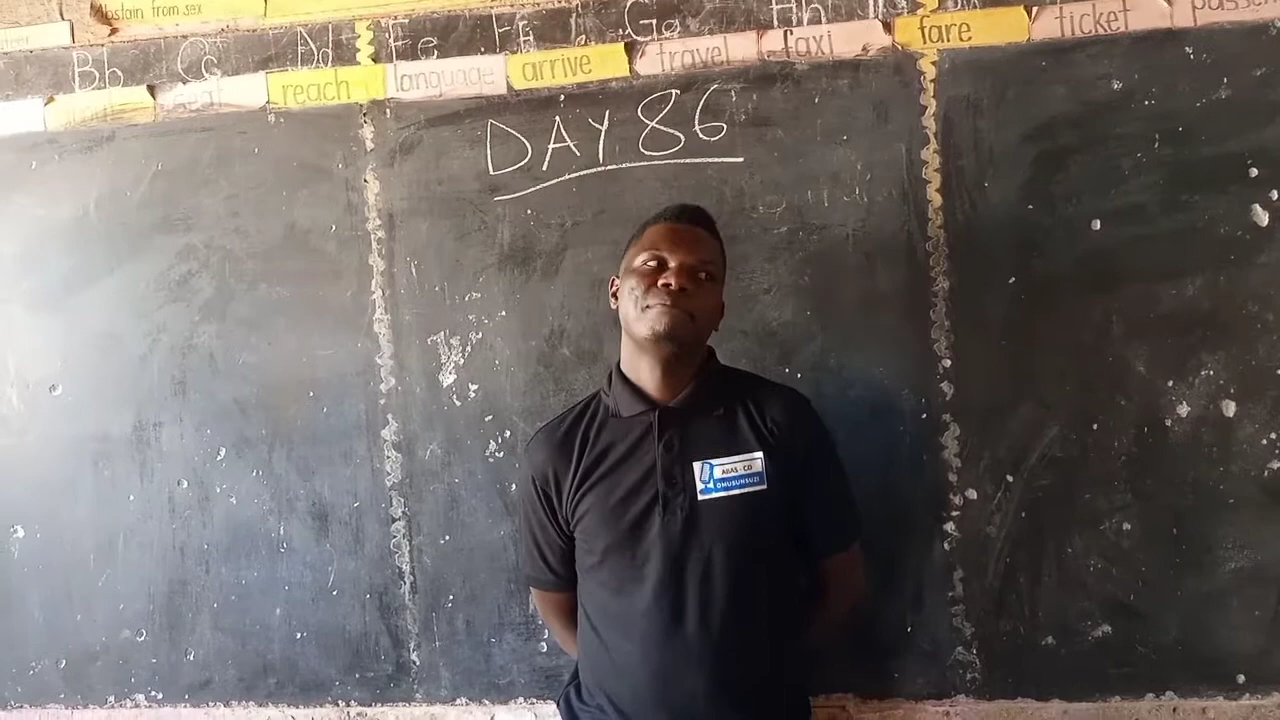 Abstain from sex
Bb Cc Dd Ee Ff Gg Hh
reach language arrive travel taxi fare ticket
DAY 86
ABAS-CO
OMUSUNSUZI